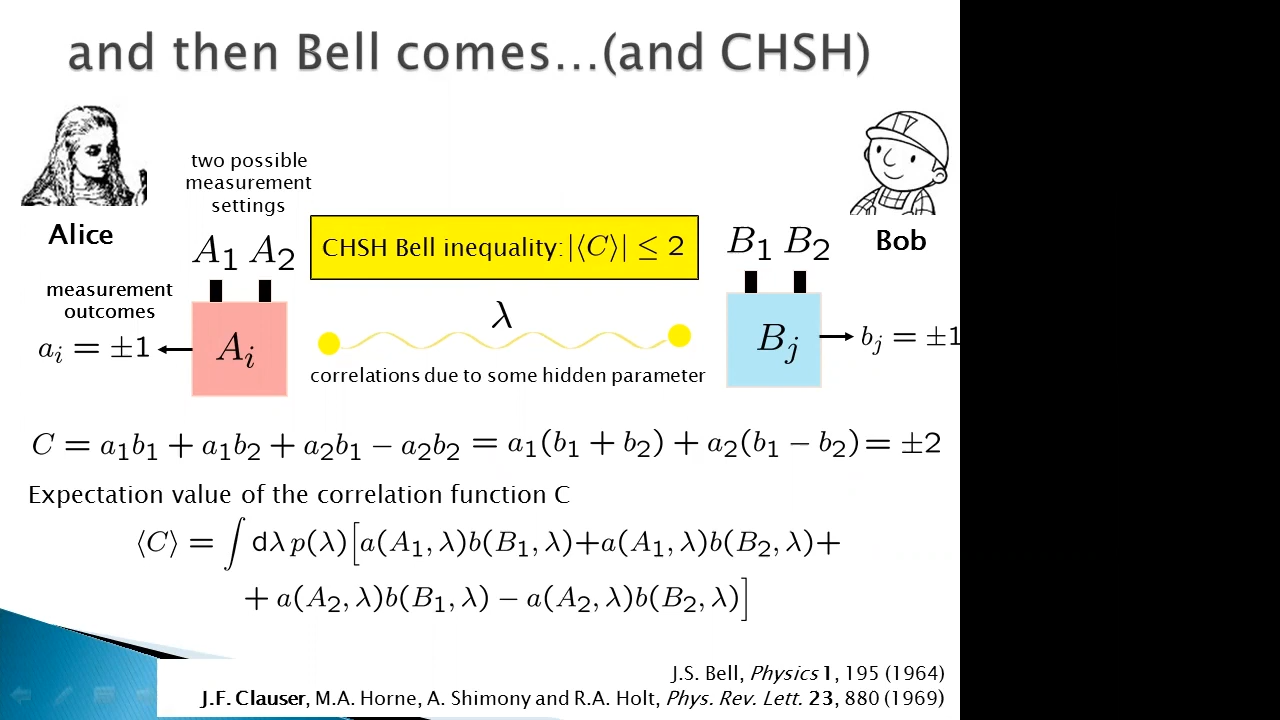 and then Bell comes...(and CHSH)
two possible
measurement
settings
Alice
A₁ A₂
CHSH Bell inequality: |⟨C⟩| ≤ 2
B₁ B₂
Bob
measurement
outcomes
λ
aᵢ = ±1
Aᵢ
Bⱼ
bⱼ = ±1
correlations due to some hidden parameter
C = a₁b₁ + a₁b₂ + a₂b₁ − a₂b₂ = a₁(b₁ + b₂) + a₂(b₁ − b₂) = ±2
Expectation value of the correlation function C
⟨C⟩ = ∫ dλ p(λ)[a(A₁, λ)b(B₁, λ)+a(A₁, λ)b(B₂, λ)+
+ a(A₂, λ)b(B₁, λ) − a(A₂, λ)b(B₂, λ)]
J.S. Bell, Physics 1, 195 (1964)
J.F. Clauser, M.A. Horne, A. Shimony and R.A. Holt, Phys. Rev. Lett. 23, 880 (1969)